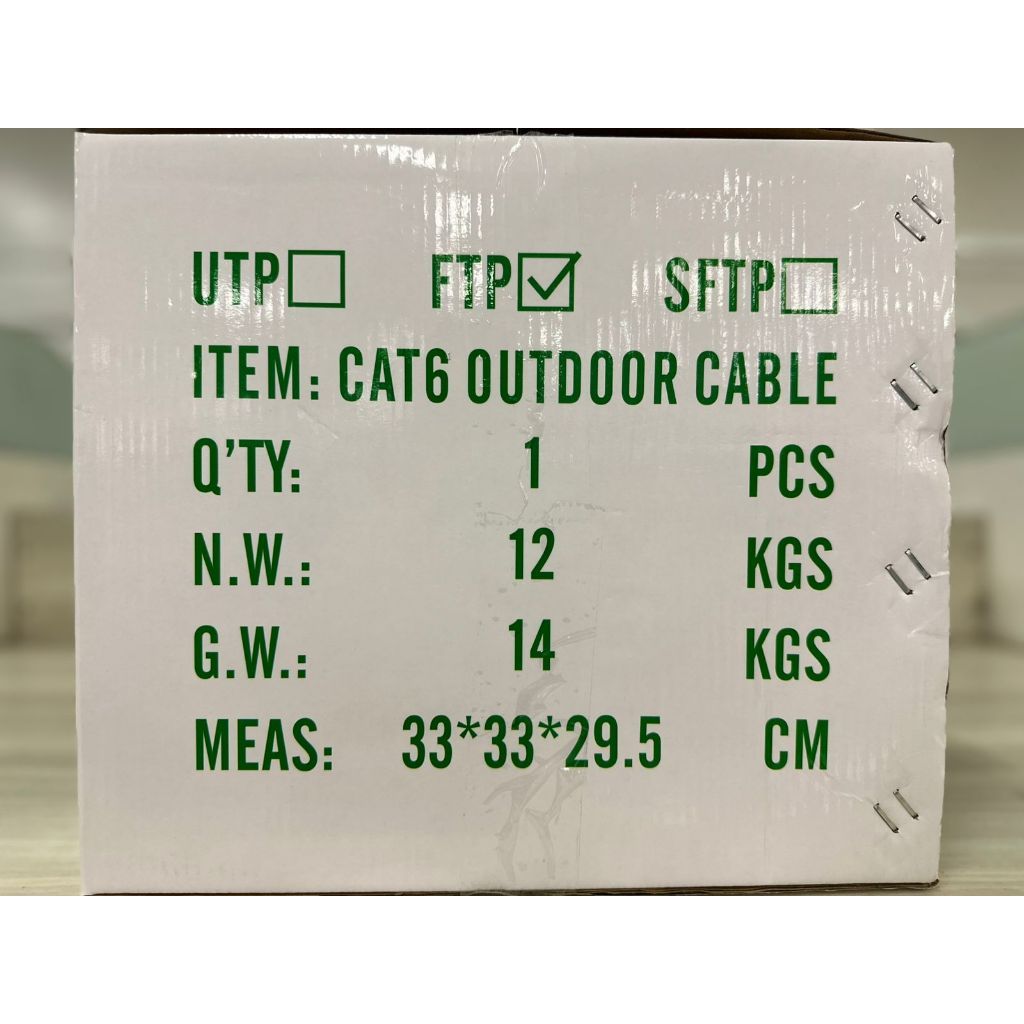 UTP☐ FTP☑ SFTP☐
ITEM: CAT6 OUTDOOR CABLE
Q'TY: 1 PCS
N.W.: 12 KGS
G.W.: 14 KGS
MEAS: 33*33*29.5 CM